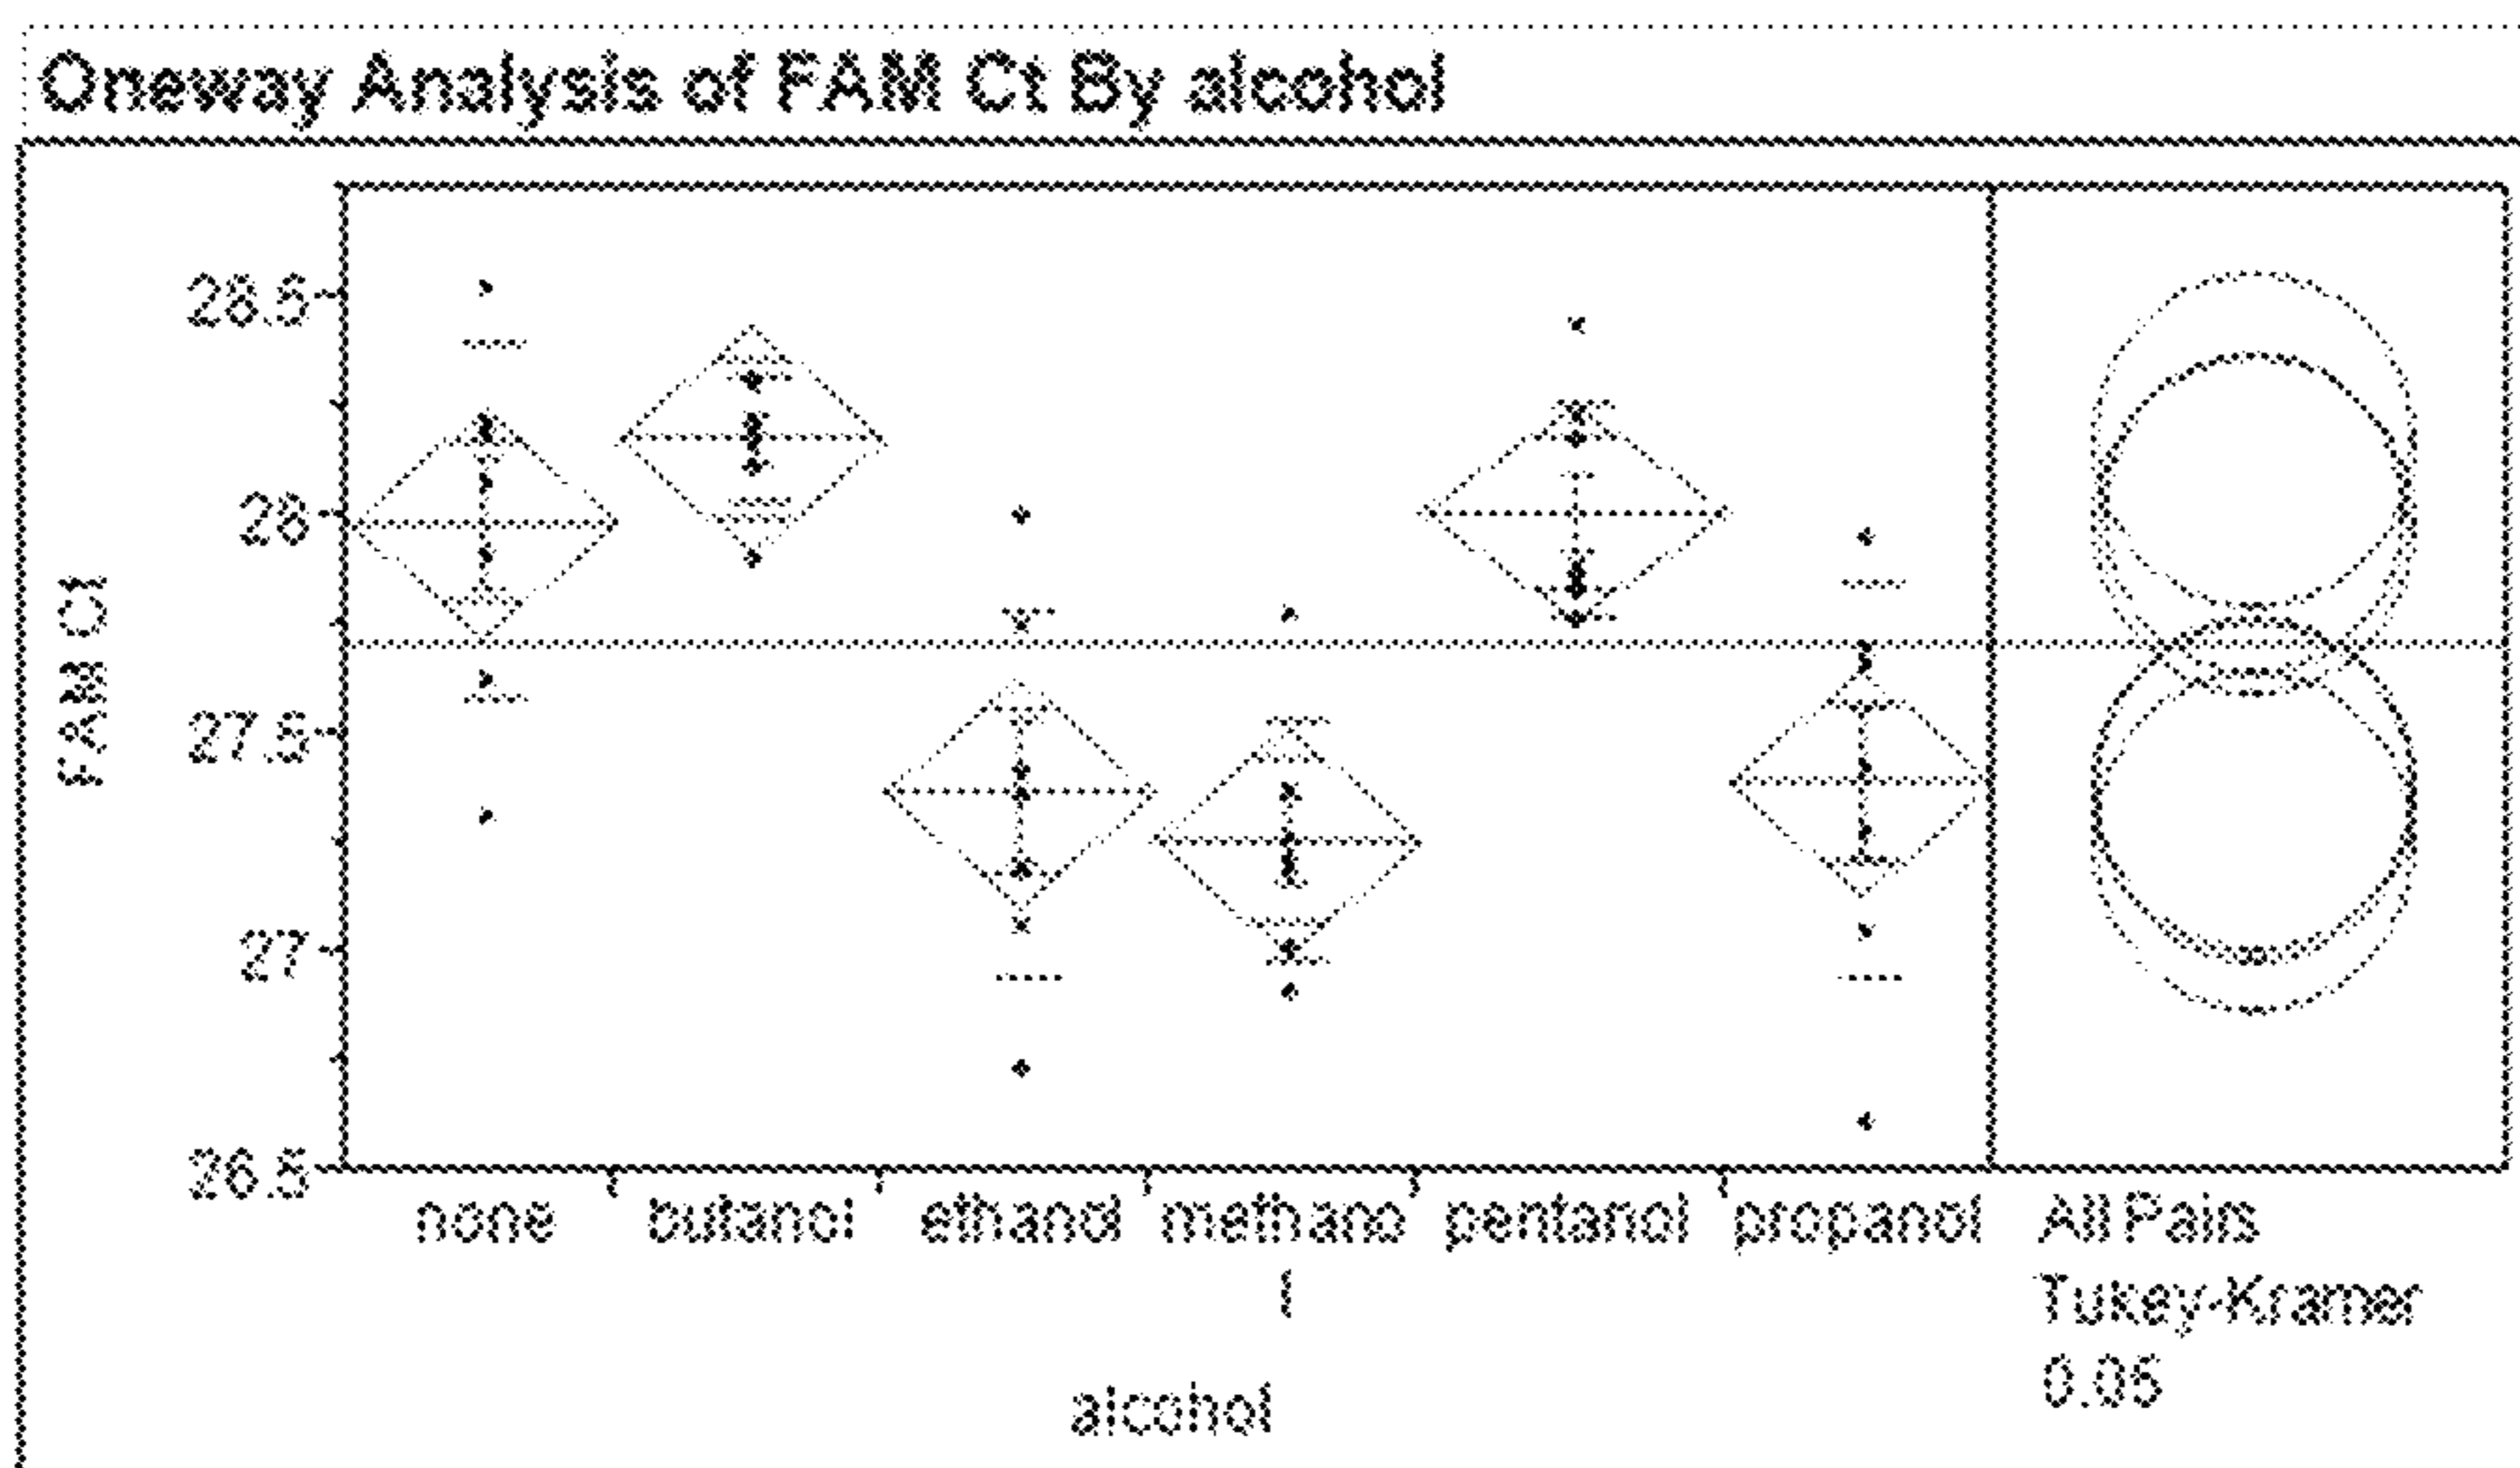 Oneway Analysis of FAM Ct By alcohol
28.5
28
27.5
27
26.5
FAM Ct
none butanol ethanol methano pentanol propanol All Pairs
l Tukey-Kramer
0.05
alcohol